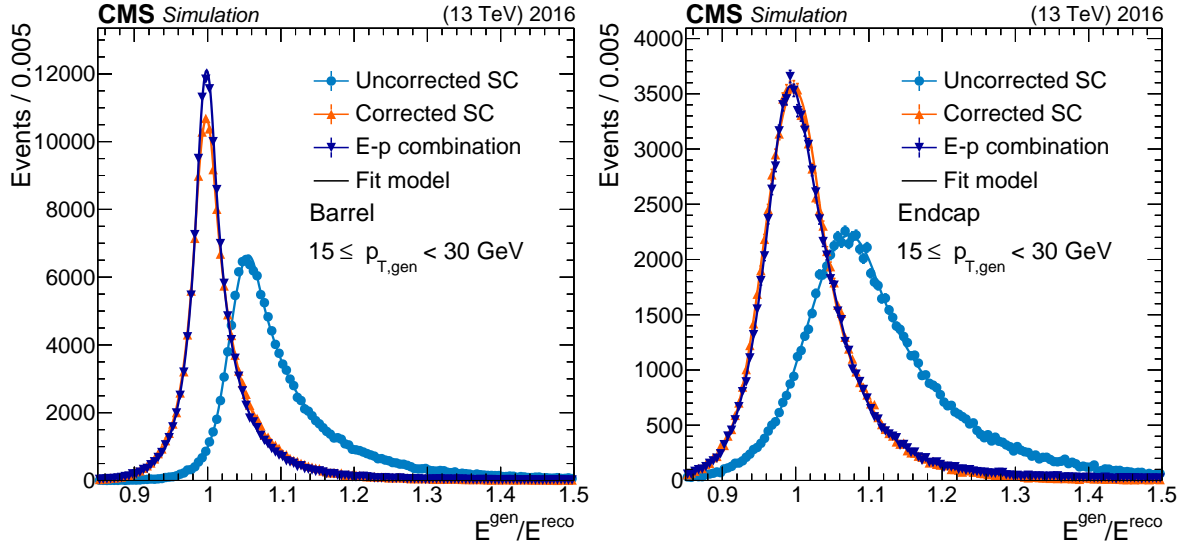 CMS Simulation (13 TeV) 2016
Events / 0.005
12000
10000
8000
6000
4000
2000
0
Uncorrected SC
Corrected SC
E-p combination
Fit model
Barrel
15 ≤ p_T,gen < 30 GeV
0.9 1 1.1 1.2 1.3 1.4 1.5
E^gen/E^reco
CMS Simulation (13 TeV) 2016
Events / 0.005
4000
3500
3000
2500
2000
1500
1000
500
0
Uncorrected SC
Corrected SC
E-p combination
Fit model
Endcap
15 ≤ p_T,gen < 30 GeV
0.9 1 1.1 1.2 1.3 1.4 1.5
E^gen/E^reco